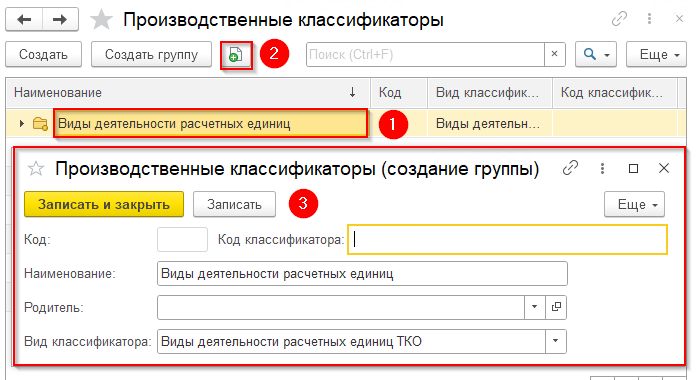 Производственные классификаторы
Создать Создать группу 2 Поиск (Ctrl+F) × Еще
Наименование ↓ Код Вид классифик... Код классифика...
Виды деятельности расчетных единиц 1 Виды деятельн...
Производственные классификаторы (создание группы)
Записать и закрыть Записать 3 Еще
Код: Код классификатора:
Наименование: Виды деятельности расчетных единиц
Родитель:
Вид классификатора: Виды деятельности расчетных единиц ТКО